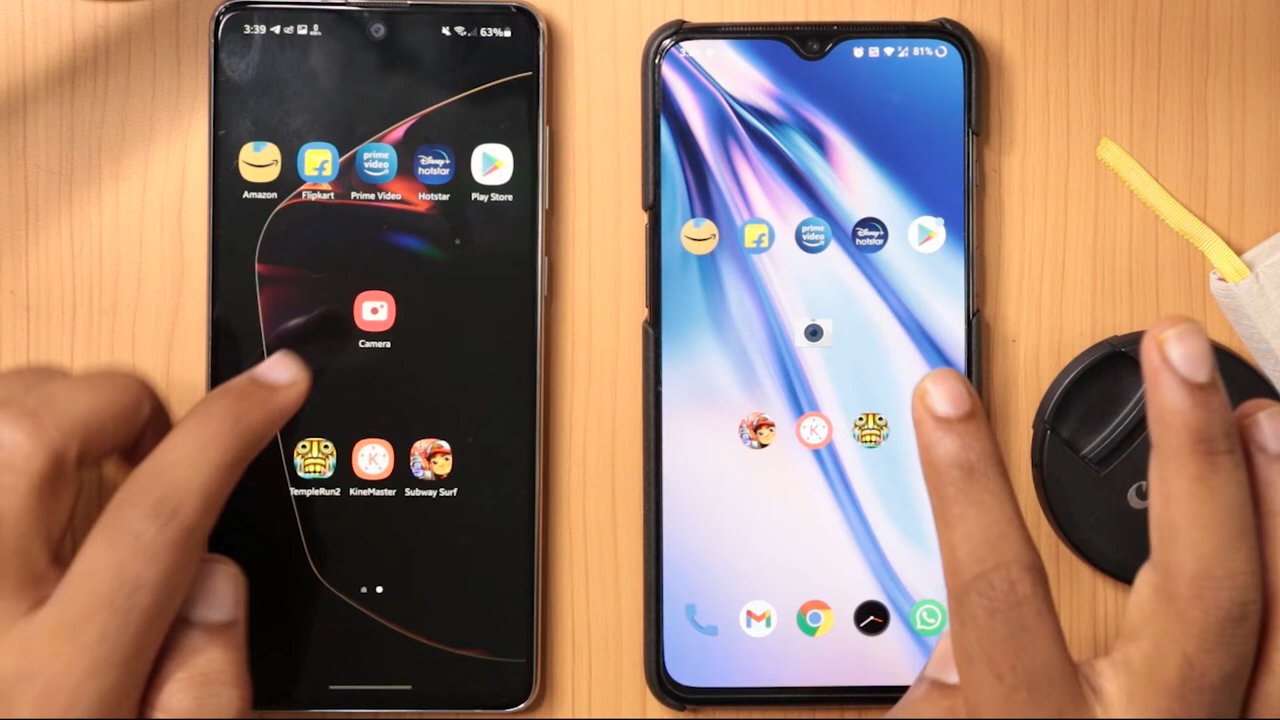 3:39
63%
81%
Amazon
Flipkart
prime video
Prime Video
Disney+ hotstar
Hotstar
Play Store
prime video
Disney+ hotstar
Camera
TempleRun2
K
KineMaster
Subway Surf
K